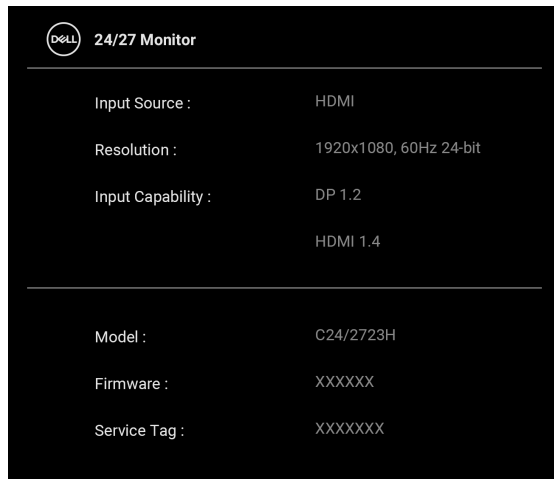 DELL 24/27 Monitor
Input Source : HDMI
Resolution : 1920x1080, 60Hz 24-bit
Input Capability : DP 1.2
HDMI 1.4
Model : C24/2723H
Firmware : XXXXXX
Service Tag : XXXXXXX